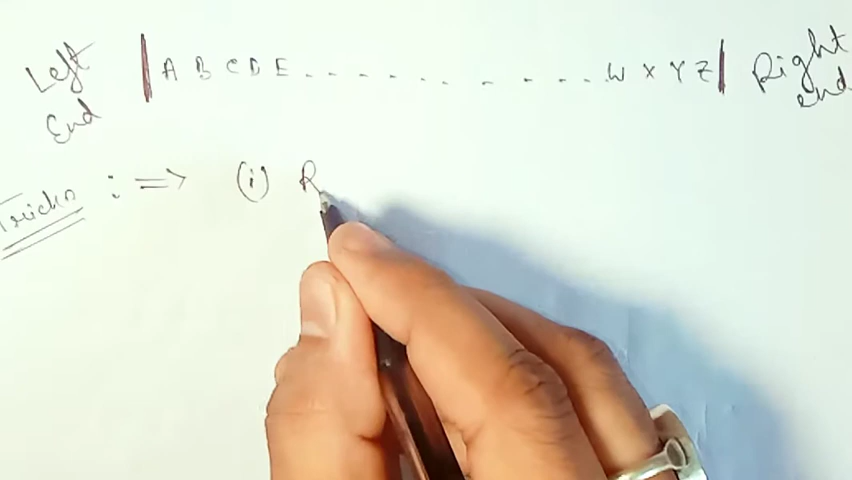 Left End | A B C D E . . . . . . . . . . . . W X Y Z | Right end
Tricks : => (i) R